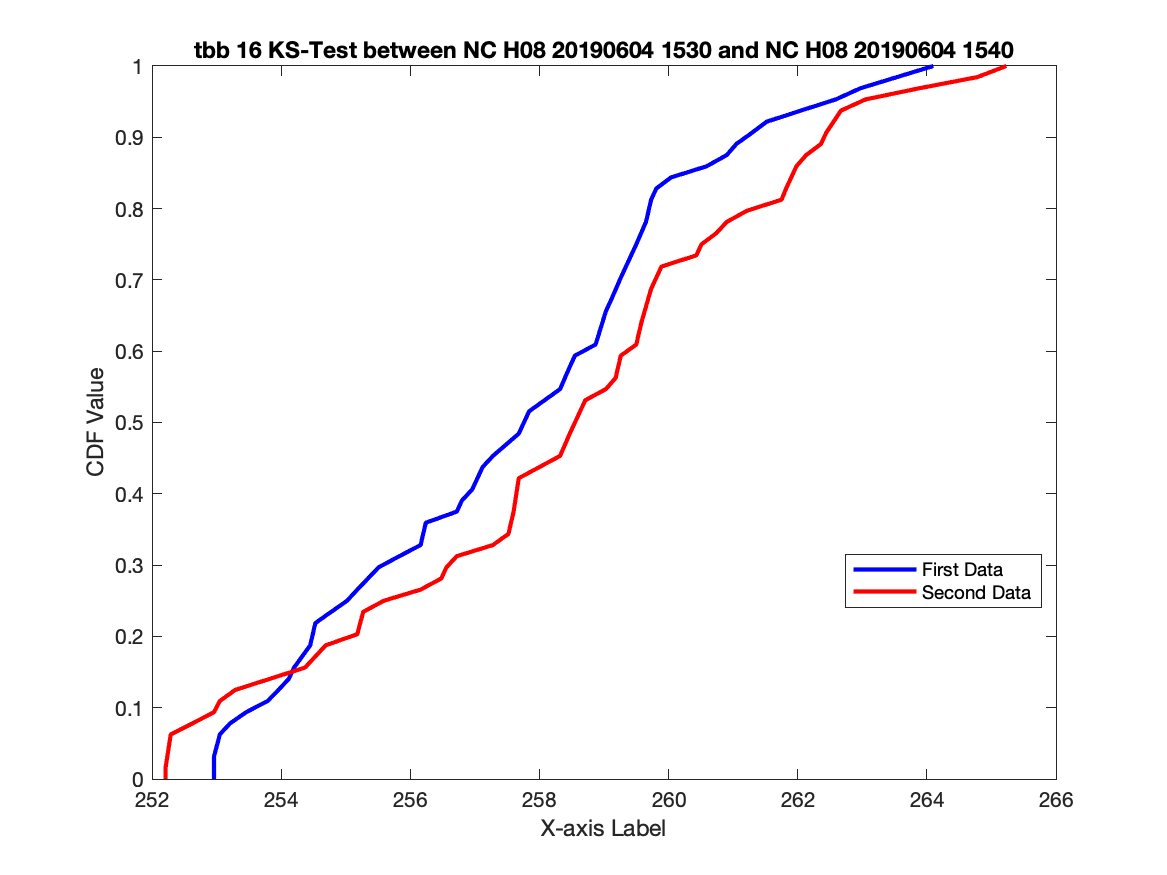 tbb 16 KS-Test between NC H08 20190604 1530 and NC H08 20190604 1540
1
0.9
0.8
0.7
0.6
0.5
0.4
0.3
0.2
0.1
0
CDF Value
First Data
Second Data
252 254 256 258 260 262 264 266
X-axis Label